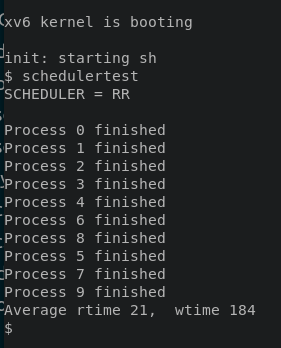 xv6 kernel is booting
init: starting sh
$ schedulertest
SCHEDULER = RR
Process 0 finished
Process 1 finished
Process 2 finished
Process 3 finished
Process 4 finished
Process 6 finished
Process 8 finished
Process 5 finished
Process 7 finished
Process 9 finished
Average rtime 21,  wtime 184
$